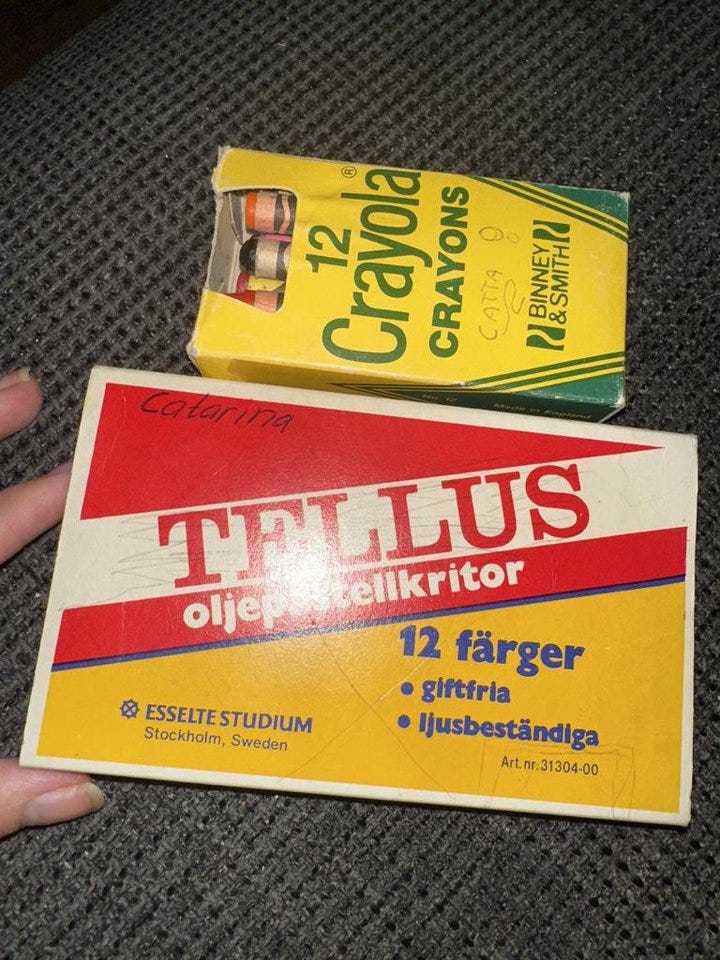 12
Crayola®
CRAYONS
CATTA
BINNEY
& SMITH
No. 12 Made in England
Catarina
TELLUS
oljepastellkritor
12 färger
• giftfria
• ljusbeständiga
ESSELTE STUDIUM
Stockholm, Sweden
Art. nr. 31304-00